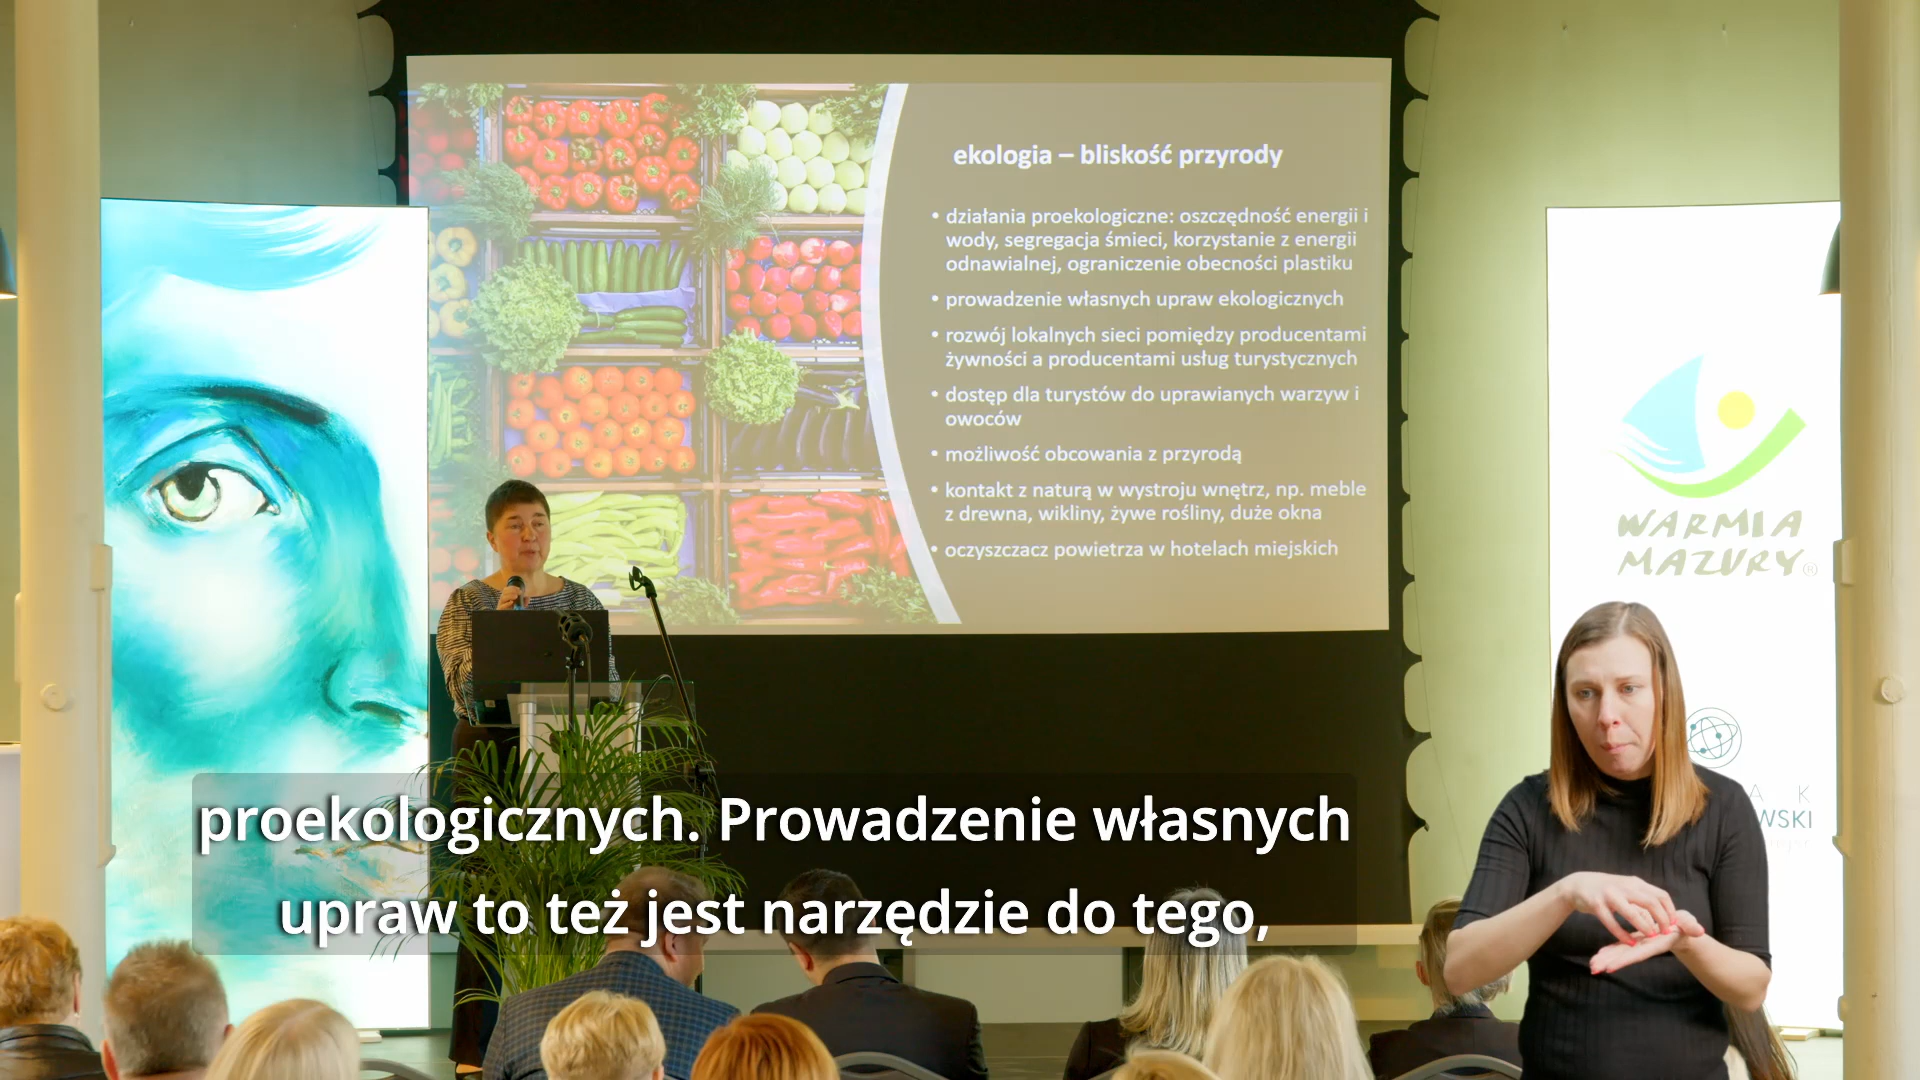 ekologia – bliskość przyrody
• działania proekologiczne: oszczędność energii i
wody, segregacja śmieci, korzystanie z energii
odnawialnej, ograniczenie obecności plastiku
• prowadzenie własnych upraw ekologicznych
• rozwój lokalnych sieci pomiędzy producentami
żywności a producentami usług turystycznych
• dostęp dla turystów do uprawianych warzyw i
owoców
• możliwość obcowania z przyrodą
• kontakt z naturą w wystroju wnętrz, np. meble
z drewna, wikliny, żywe rośliny, duże okna
• oczyszczacz powietrza w hotelach miejskich
WARMIA
MAZURY®
A K
WSKI
proekologicznych. Prowadzenie własnych
upraw to też jest narzędzie do tego,